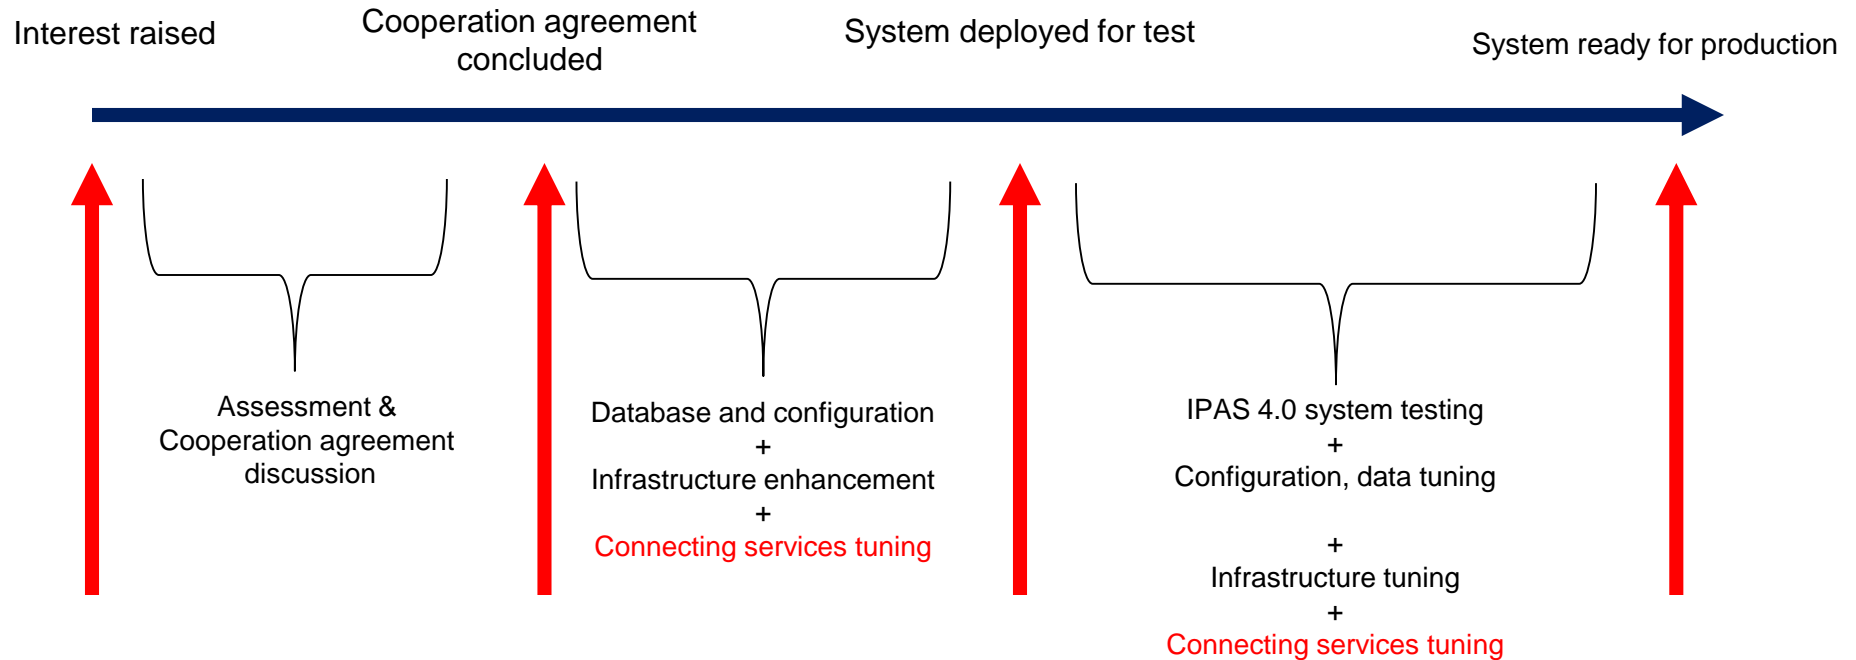 Interest raised
Cooperation agreement
concluded
System deployed for test
System ready for production
Assessment &
Cooperation agreement
discussion
Database and configuration
+
Infrastructure enhancement
+
Connecting services tuning
IPAS 4.0 system testing
+
Configuration, data tuning
+
Infrastructure tuning
+
Connecting services tuning